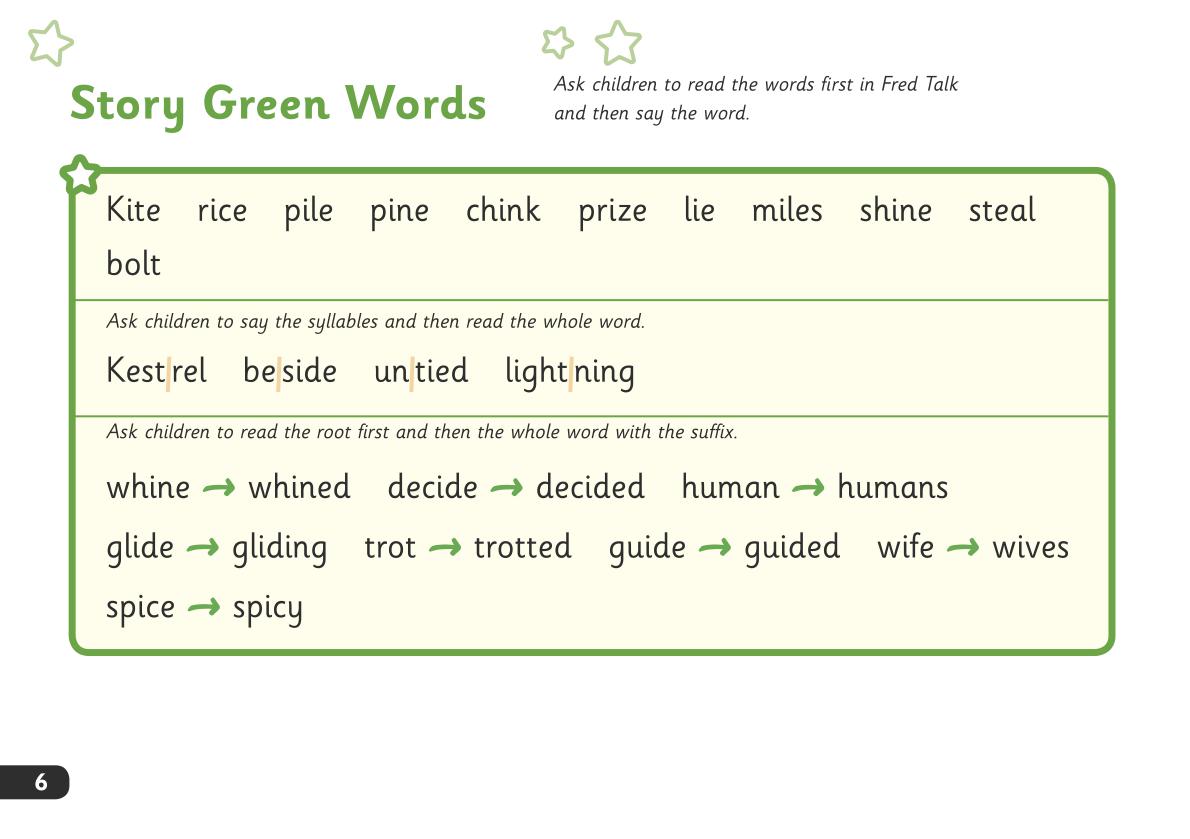 Story Green Words
Ask children to read the words first in Fred Talk
and then say the word.
Kite rice pile pine chink prize lie miles shine steal
bolt
Ask children to say the syllables and then read the whole word.
Kest|rel be|side un|tied light|ning
Ask children to read the root first and then the whole word with the suffix.
whine → whined decide → decided human → humans
glide → gliding trot → trotted guide → guided wife → wives
spice → spicy
6